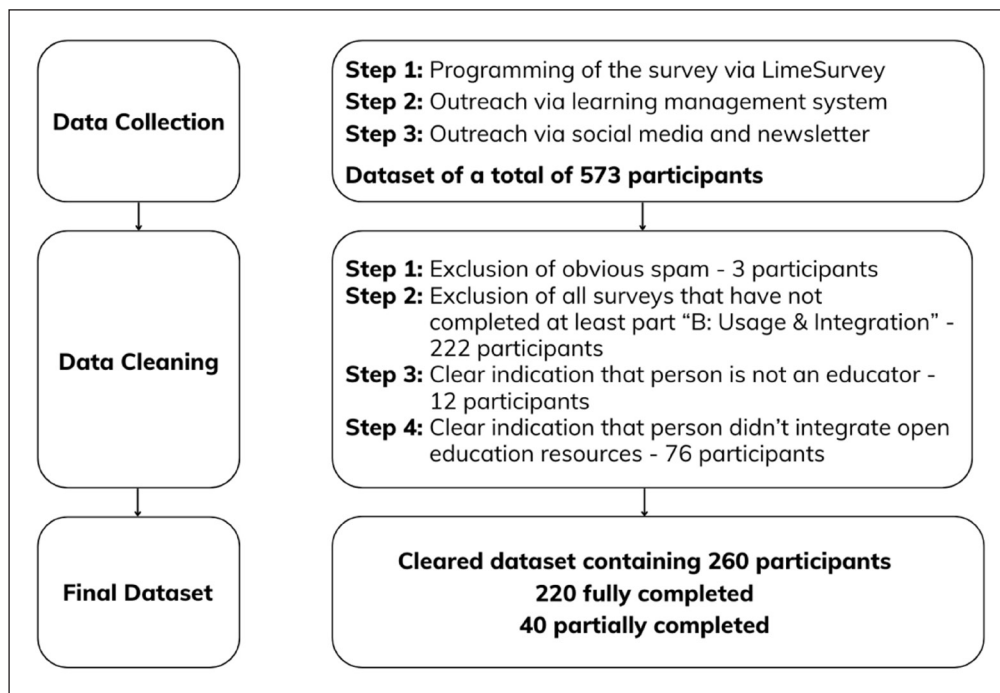 Data Collection
Step 1: Programming of the survey via LimeSurvey
Step 2: Outreach via learning management system
Step 3: Outreach via social media and newsletter
Dataset of a total of 573 participants
Data Cleaning
Step 1: Exclusion of obvious spam - 3 participants
Step 2: Exclusion of all surveys that have not
completed at least part “B: Usage & Integration” -
222 participants
Step 3: Clear indication that person is not an educator -
12 participants
Step 4: Clear indication that person didn’t integrate open
education resources - 76 participants
Final Dataset
Cleared dataset containing 260 participants
220 fully completed
40 partially completed